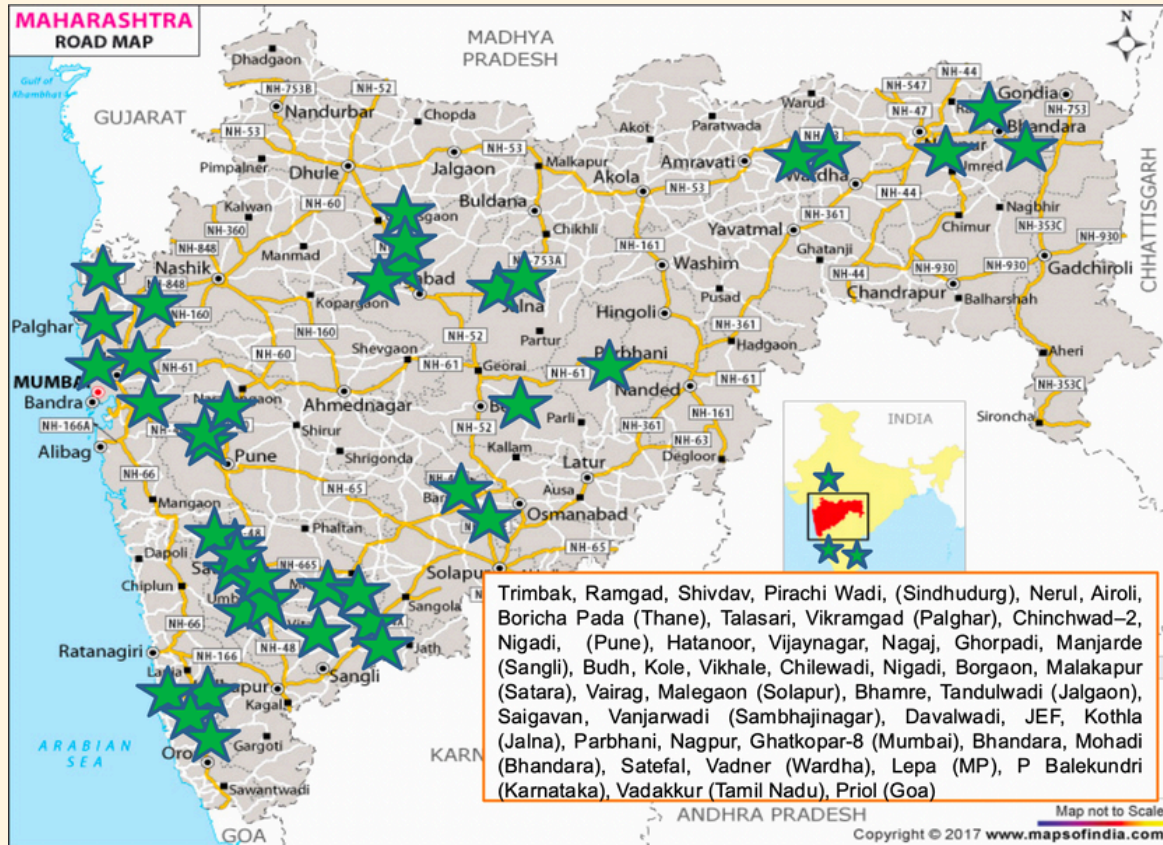 MAHARASHTRA
ROAD MAP
N
MADHYA
PRADESH
Gulf of
Khambhat
GUJARAT
Dhadgaon
NH-753B
NH-52
Nandurbar
Chopda
NH-53
Pimpalner
Dhule
Jalgaon
NH-53
Malkapur
Akot
Paratwada
Warud
NH-547
NH-44
NH-47
Gondia
NH-753
Bhandara
Amravati
Akola
NH-53
Wardha
NH-44
Umred
Nagbhir
NH-353C
NH-930
CHHATTISGARH
Kalwan
NH-60
NH-360
Buldana
Chikhli
NH-753A
NH-161
Washim
Yavatmal
NH-361
Ghatanji
Chimur
NH-44
NH-930
NH-930
Gadchiroli
Chandrapur
Balharshah
NH-848
Manmad
Nashik
NH-848
NH-160
Kopargaon
NH-160
Jalna
Partur
Hingoli
Pusad
NH-361
Hadgaon
Aheri
NH-353C
Sironcha
Palghar
NH-61
NH-60
Shevgaon
NH-61
NH-52
Georai
NH-61
Parbhani
Nanded
NH-61
MUMBAI
Bandra
Ahmednagar
NH-166A
Alibag
Shirur
Shrigonda
Pune
NH-52
Parli
Kallam
NH-361
NH-161
NH-63
Degloor
Latur
Ausa
Osmanabad
INDIA
NH-66
Mangaon
NH-65
Phaltan
NH-65
Dapoli
Chiplun
NH-665
Solapur
Sangola
NH-66
Ratanagiri
NH-166
NH-48
Jath
Sangli
Kagal
Gargoti
Sawantwadi
ARABIAN
SEA
GOA
ANDHRA PRADESH
Trimbak, Ramgad, Shivdav, Pirachi Wadi, (Sindhudurg), Nerul, Airoli,
Boricha Pada (Thane), Talasari, Vikramgad (Palghar), Chinchwad–2,
Nigadi, (Pune), Hatanoor, Vijaynagar, Nagaj, Ghorpadi, Manjarde
(Sangli), Budh, Kole, Vikhale, Chilewadi, Nigadi, Borgaon, Malakapur
(Satara), Vairag, Malegaon (Solapur), Bhamre, Tandulwadi (Jalgaon),
Saigavan, Vanjarwadi (Sambhajinagar), Davalwadi, JEF, Kothla
(Jalna), Parbhani, Nagpur, Ghatkopar-8 (Mumbai), Bhandara, Mohadi
(Bhandara), Satefal, Vadner (Wardha), Lepa (MP), P Balekundri
(Karnataka), Vadakkur (Tamil Nadu), Priol (Goa)
Map not to Scale
Copyright © 2017 www.mapsofindia.com